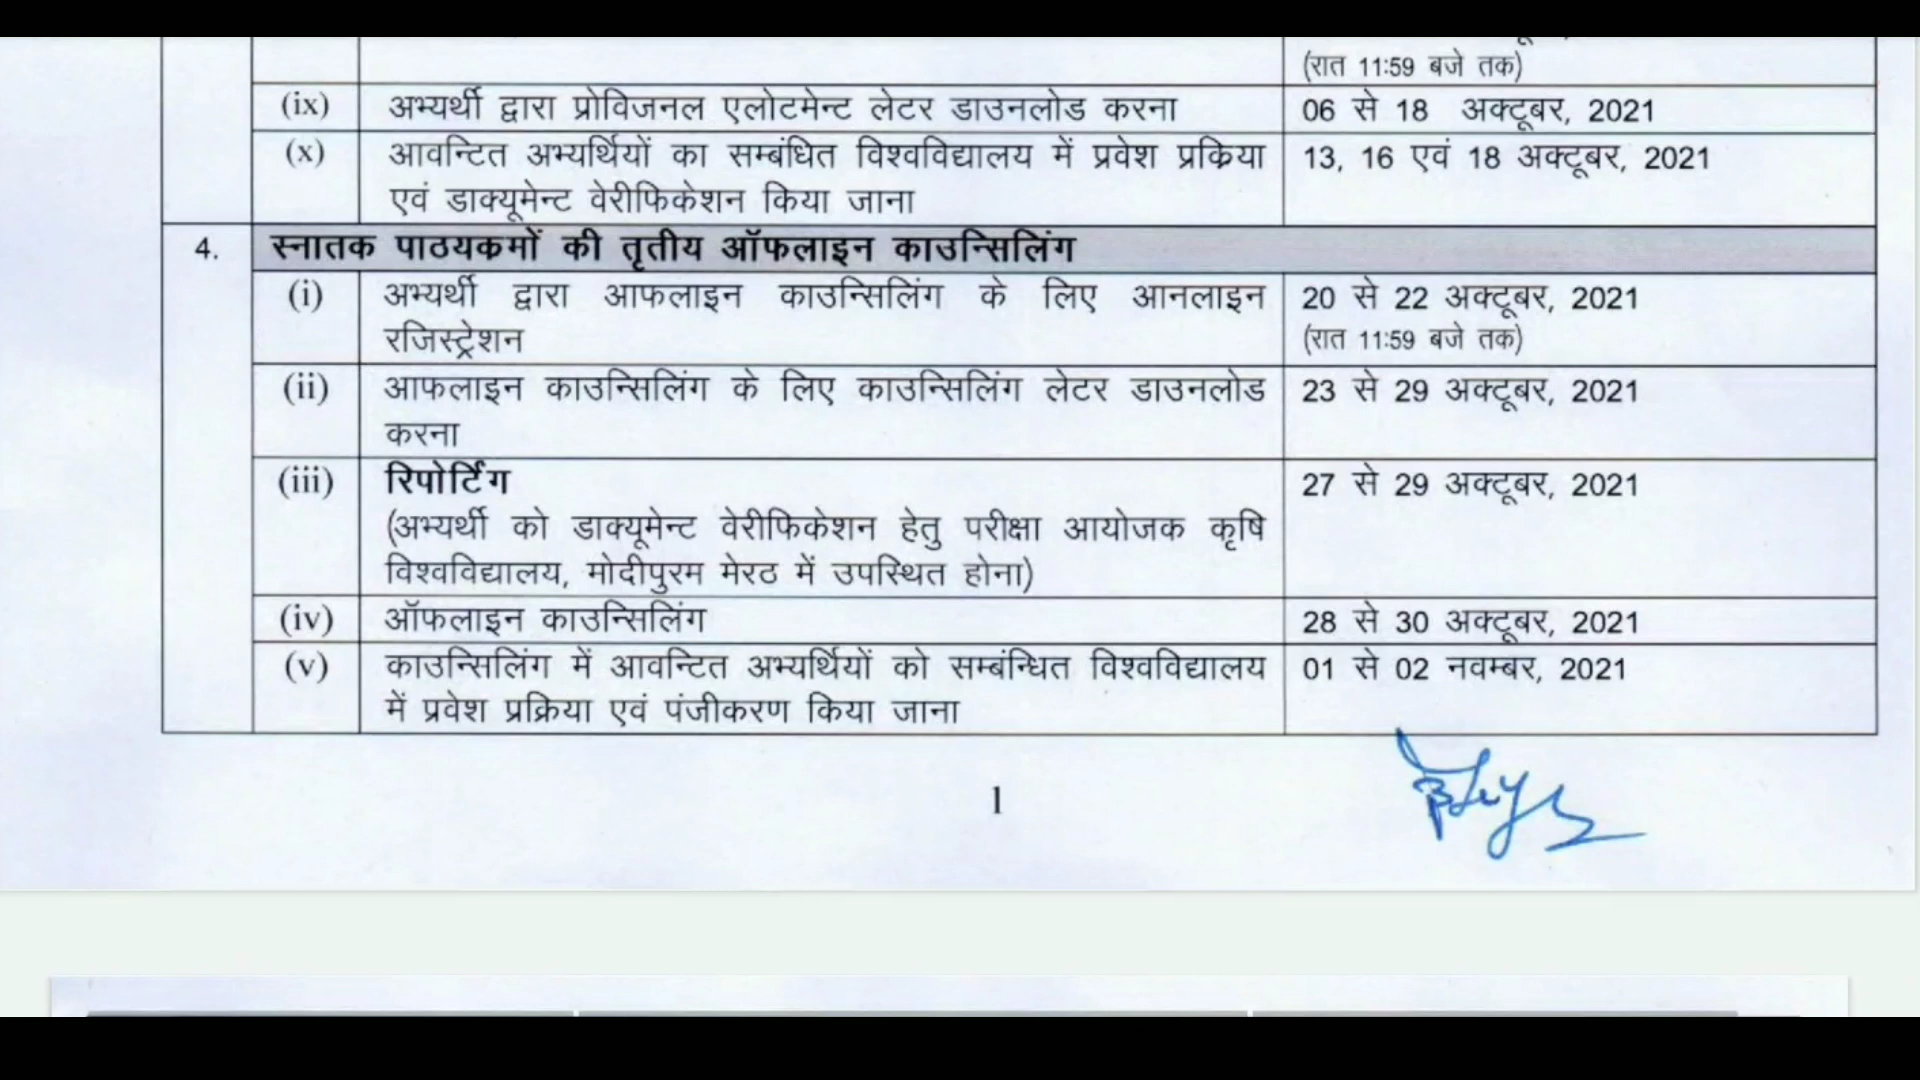 (रात 11:59 बजे तक)
(ix) अभ्यर्थी द्वारा प्रोविजनल एलोटमेन्ट लेटर डाउनलोड करना 06 से 18 अक्टूबर, 2021
(x) आवन्टित अभ्यर्थियों का सम्बंधित विश्वविद्यालय में प्रवेश प्रक्रिया 13, 16 एवं 18 अक्टूबर, 2021
एवं डाक्यूमेन्ट वेरीफिकेशन किया जाना
4. स्नातक पाठयकमों की तृतीय ऑफलाइन काउन्सिलिंग
(i) अभ्यर्थी द्वारा आफलाइन काउन्सिलिंग के लिए आनलाइन 20 से 22 अक्टूबर, 2021
रजिस्ट्रेशन (रात 11:59 बजे तक)
(ii) आफलाइन काउन्सिलिंग के लिए काउन्सिलिंग लेटर डाउनलोड 23 से 29 अक्टूबर, 2021
करना
(iii) रिपोर्टिंग 27 से 29 अक्टूबर, 2021
(अभ्यर्थी को डाक्यूमेन्ट वेरीफिकेशन हेतु परीक्षा आयोजक कृषि
विश्वविद्यालय, मोदीपुरम मेरठ में उपस्थित होना)
(iv) ऑफलाइन काउन्सिलिंग 28 से 30 अक्टूबर, 2021
(v) काउन्सिलिंग में आवन्टित अभ्यर्थियों को सम्बंन्धित विश्वविद्यालय 01 से 02 नवम्बर, 2021
में प्रवेश प्रक्रिया एवं पंजीकरण किया जाना
1